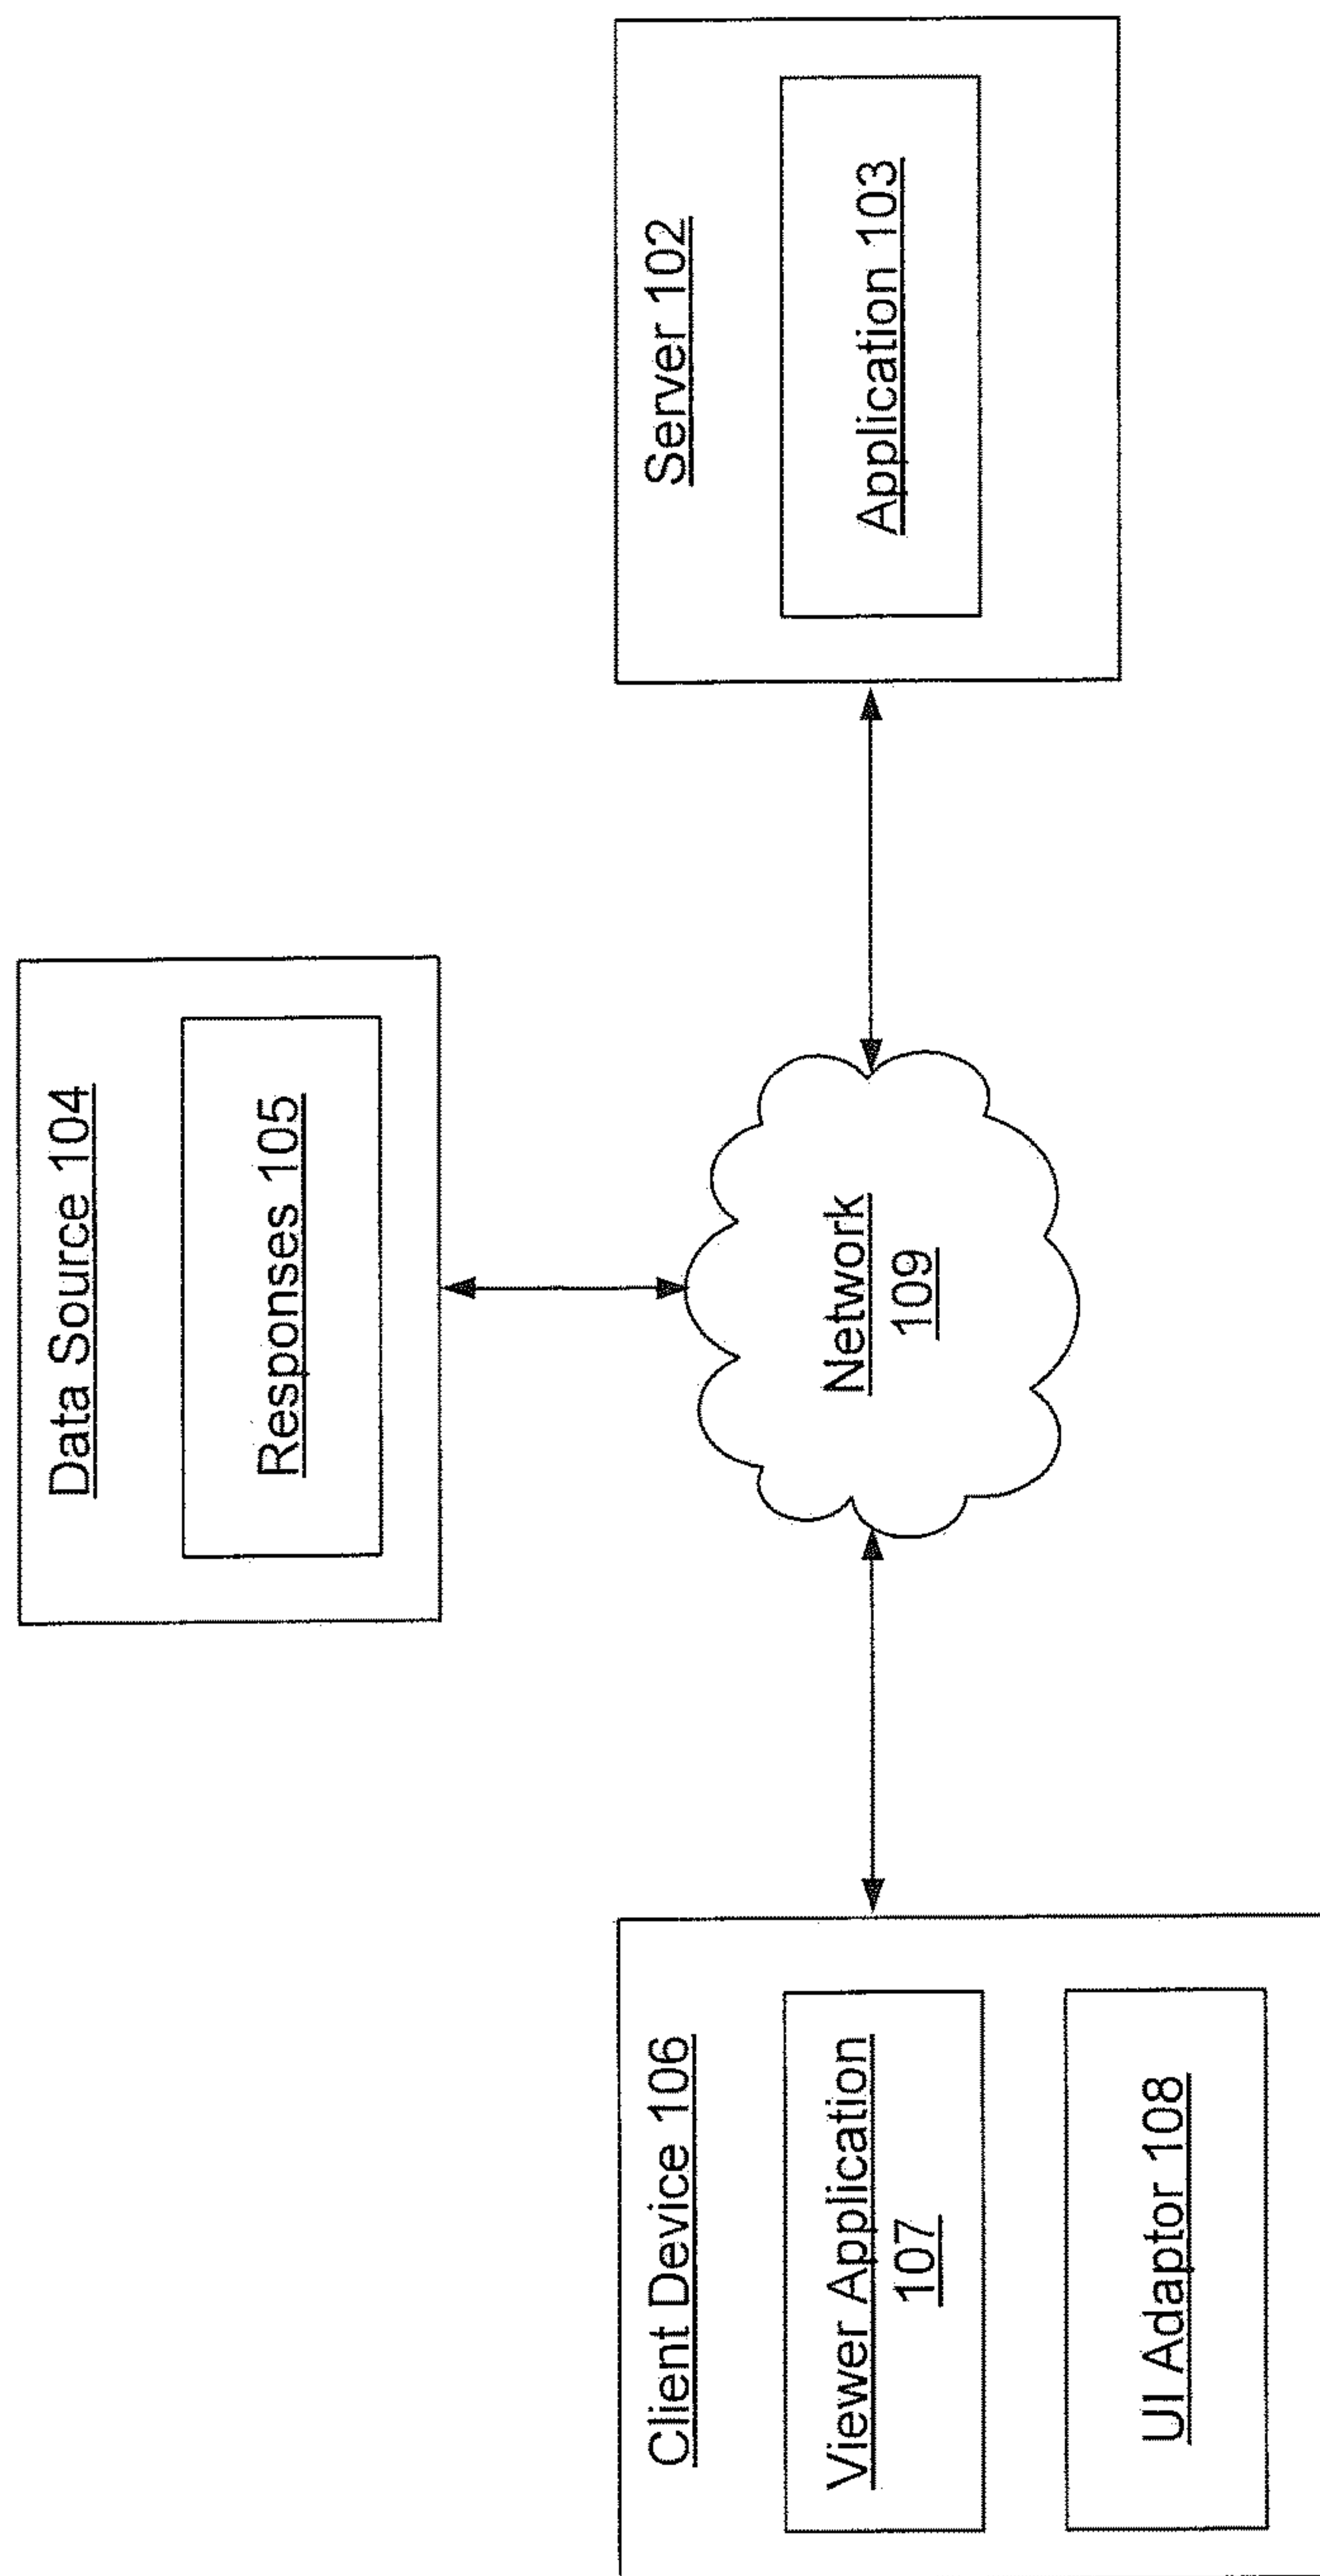 Data Source 104
Responses 105
Client Device 106
Viewer Application
107
UI Adaptor 108
Network
109
Server 102
Application 103